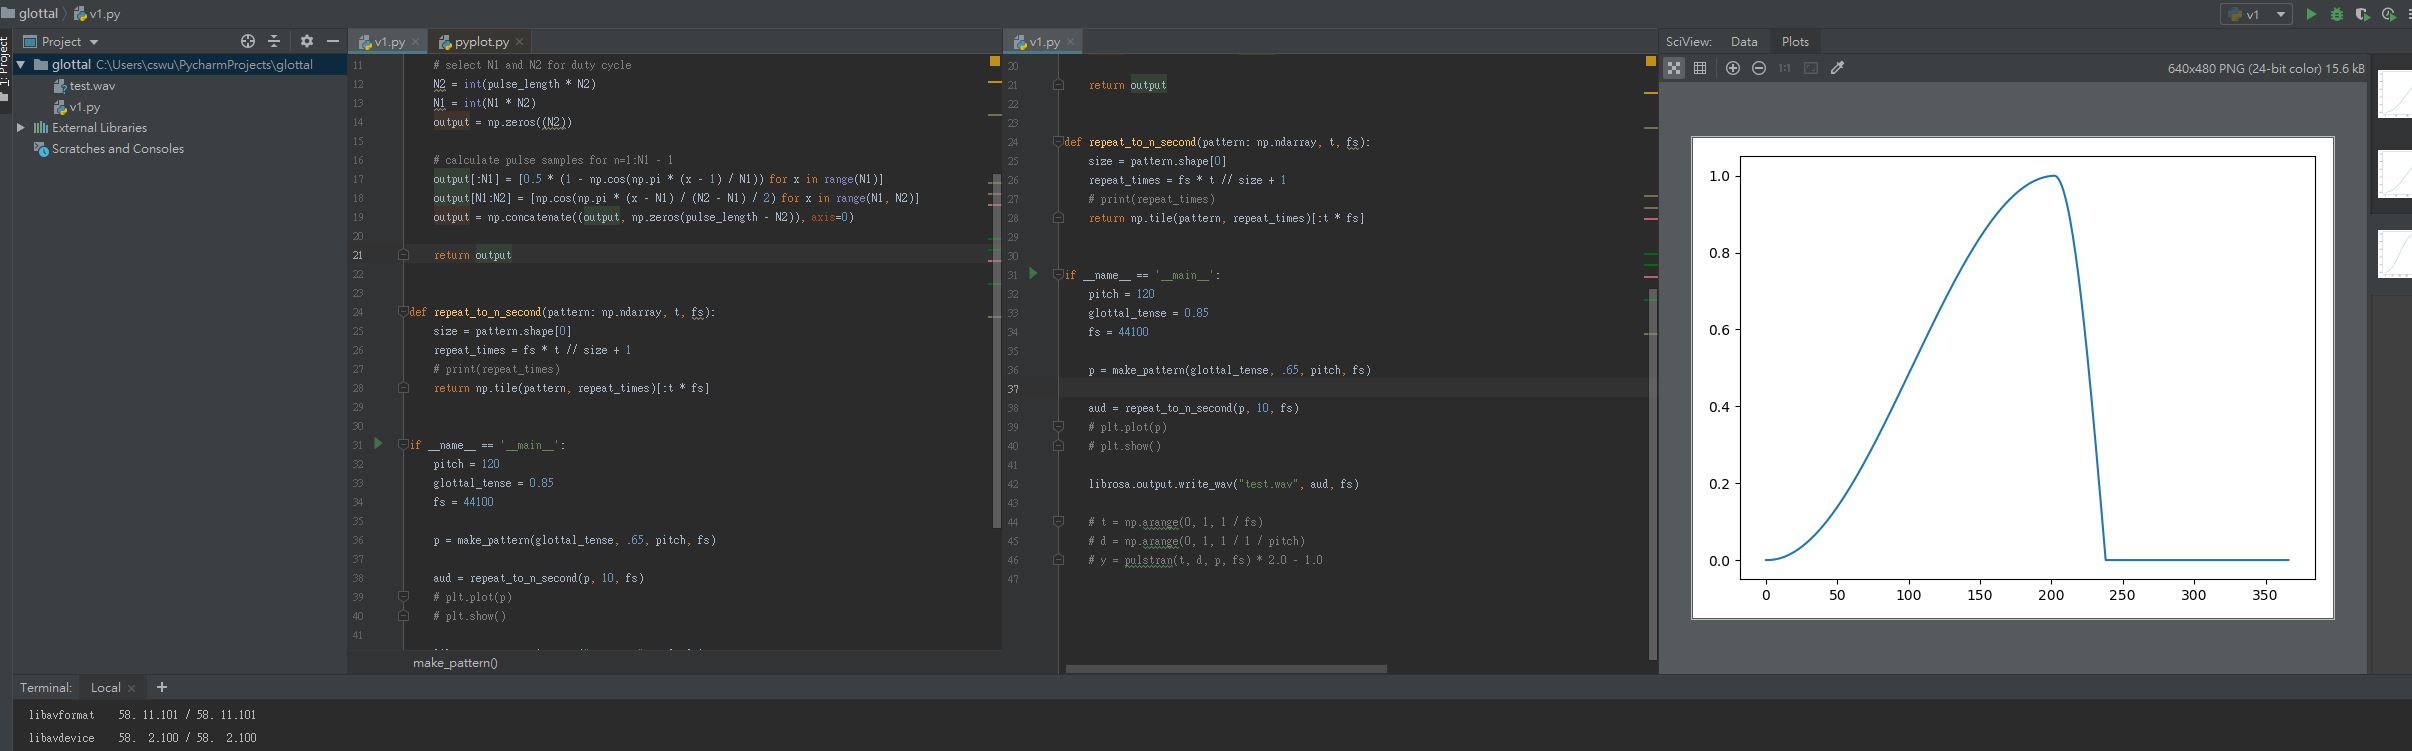 glottal v1.py
v1
1: Project
Project
glottal C:\Users\cswu\PycharmProjects\glottal
test.wav
v1.py
External Libraries
Scratches and Consoles
v1.py pyplot.py
11 # select N1 and N2 for duty cycle
12 N2 = int(pulse_length * N2)
13 N1 = int(N1 * N2)
14 output = np.zeros((N2))
15
16 # calculate pulse samples for n=1:N1 - 1
17 output[:N1] = [0.5 * (1 - np.cos(np.pi * (x - 1) / N1)) for x in range(N1)]
18 output[N1:N2] = [np.cos(np.pi * (x - N1) / (N2 - N1) / 2) for x in range(N1, N2)]
19 output = np.concatenate((output, np.zeros(pulse_length - N2)), axis=0)
20
21 return output
22
23
24 def repeat_to_n_second(pattern: np.ndarray, t, fs):
25 size = pattern.shape[0]
26 repeat_times = fs * t // size + 1
27 # print(repeat_times)
28 return np.tile(pattern, repeat_times)[:t * fs]
29
30
31 if __name__ == '__main__':
32 pitch = 120
33 glottal_tense = 0.85
34 fs = 44100
35
36 p = make_pattern(glottal_tense, .65, pitch, fs)
37
38 aud = repeat_to_n_second(p, 10, fs)
39 # plt.plot(p)
40 # plt.show()
41
make_pattern()
v1.py
20
21 return output
22
23
24 def repeat_to_n_second(pattern: np.ndarray, t, fs):
25 size = pattern.shape[0]
26 repeat_times = fs * t // size + 1
27 # print(repeat_times)
28 return np.tile(pattern, repeat_times)[:t * fs]
29
30
31 if __name__ == '__main__':
32 pitch = 120
33 glottal_tense = 0.85
34 fs = 44100
35
36 p = make_pattern(glottal_tense, .65, pitch, fs)
37
38 aud = repeat_to_n_second(p, 10, fs)
39 # plt.plot(p)
40 # plt.show()
41
42 librosa.output.write_wav("test.wav", aud, fs)
43
44 # t = np.arange(0, 1, 1 / fs)
45 # d = np.arange(0, 1, 1 / 1 / pitch)
46 # y = pulstran(t, d, p, fs) * 2.0 - 1.0
47
SciView: Data Plots
1:1 640x480 PNG (24-bit color) 15.6 kB
1.0
0.8
0.6
0.4
0.2
0.0
0 50 100 150 200 250 300 350
Terminal: Local +
libavformat 58. 11.101 / 58. 11.101
libavdevice 58. 2.100 / 58. 2.100